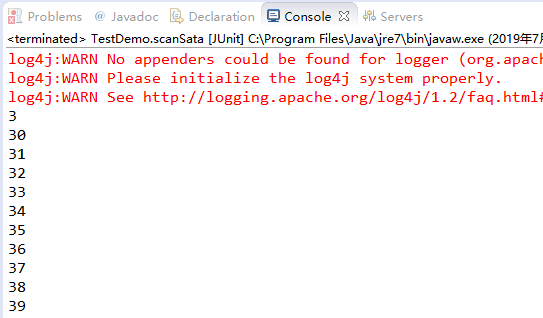 Problems @ Javadoc Declaration Console Servers
<terminated> TestDemo.scanSata [JUnit] C:\Program Files\Java\jre7\bin\javaw.exe (2019年7月
log4j:WARN No appenders could be found for logger (org.apach
log4j:WARN Please initialize the log4j system properly.
log4j:WARN See http://logging.apache.org/log4j/1.2/faq.html#
3
30
31
32
33
34
35
36
37
38
39